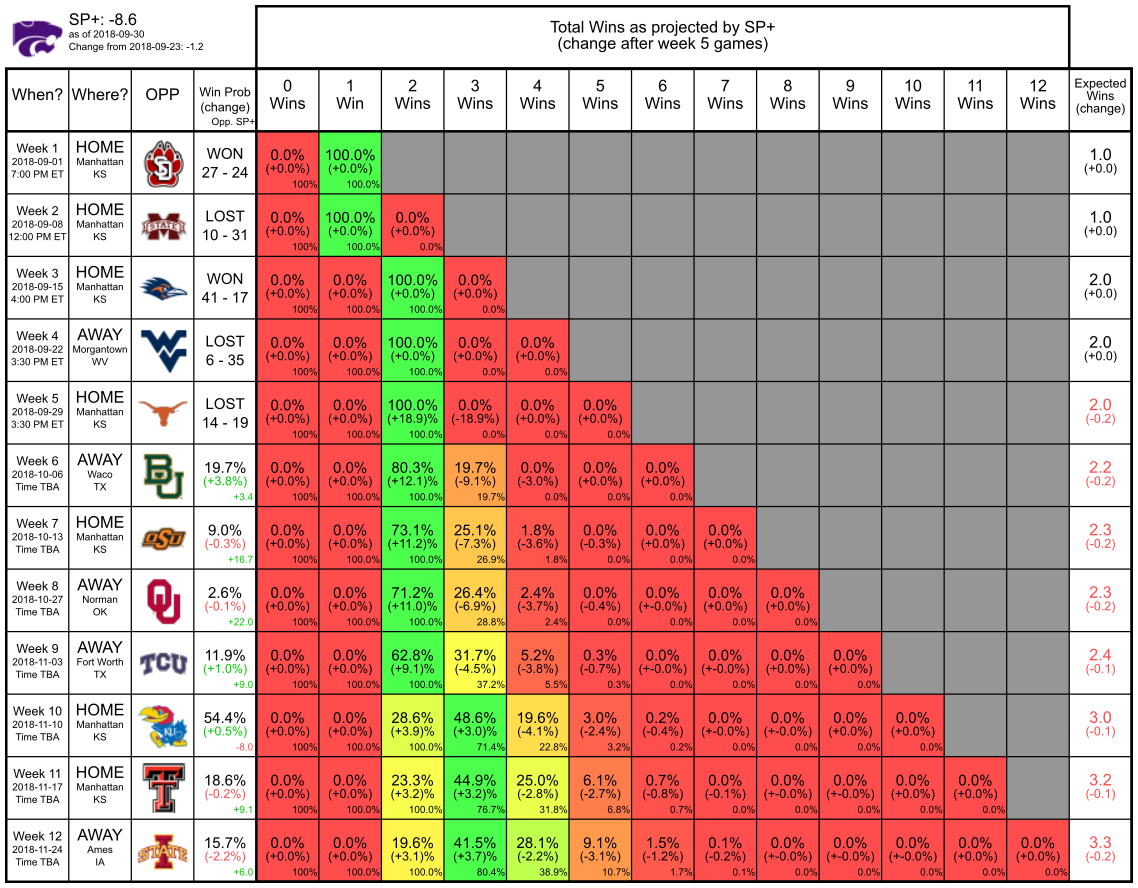 SP+: -8.6
as of 2018-09-30
Change from 2018-09-23: -1.2
Total Wins as projected by SP+
(change after week 5 games)
When? Where? OPP Win Prob (change) Opp. SP+ 0 Wins 1 Win 2 Wins 3 Wins 4 Wins 5 Wins 6 Wins 7 Wins 8 Wins 9 Wins 10 Wins 11 Wins 12 Wins Expected Wins (change)
Week 1 HOME WON 0.0% 100.0% 1.0
2018-09-01 Manhattan 27 - 24 (+0.0%) (+0.0%) (+0.0)
7:00 PM ET KS 100% 100.0%
Week 2 HOME STATE LOST 0.0% 100.0% 0.0% 1.0
2018-09-08 Manhattan 10 - 31 (+0.0%) (+0.0%) (+0.0%) (+0.0)
12:00 PM ET KS 100% 100.0% 0.0%
Week 3 HOME WON 0.0% 0.0% 100.0% 0.0% 2.0
2018-09-15 Manhattan 41 - 17 (+0.0%) (+0.0%) (+0.0%) (+0.0%) (+0.0)
4:00 PM ET KS 100% 100.0% 100.0% 0.0%
Week 4 AWAY WV LOST 0.0% 0.0% 100.0% 0.0% 0.0% 2.0
2018-09-22 Morgantown 6 - 35 (+0.0%) (+0.0%) (+0.0%) (+0.0%) (+0.0%) (+0.0)
3:30 PM ET WV 100% 100.0% 100.0% 0.0% 0.0%
Week 5 HOME LOST 0.0% 0.0% 100.0% 0.0% 0.0% 0.0% 2.0
2018-09-29 Manhattan 14 - 19 (+0.0%) (+0.0%) (+18.9)% (-18.9%) (+0.0%) (+0.0%) (-0.2)
3:30 PM ET KS 100% 100.0% 100.0% 0.0% 0.0% 0.0%
Week 6 AWAY BU 19.7% 0.0% 0.0% 80.3% 19.7% 0.0% 0.0% 0.0% 2.2
2018-10-06 Waco (+3.8%) (+0.0%) (+0.0%) (+12.1)% (-9.1%) (-3.0%) (+0.0%) (+0.0%) (-0.2)
Time TBA TX +3.4 100% 100.0% 100.0% 19.7% 0.0% 0.0% 0.0%
Week 7 HOME OSU 9.0% 0.0% 0.0% 73.1% 25.1% 1.8% 0.0% 0.0% 0.0% 2.3
2018-10-13 Manhattan (-0.3%) (+0.0%) (+0.0%) (+11.2)% (-7.3%) (-3.6%) (-0.3%) (+0.0%) (+0.0%) (-0.2)
Time TBA KS +16.7 100% 100.0% 100.0% 26.9% 1.8% 0.0% 0.0% 0.0%
Week 8 AWAY OU 2.6% 0.0% 0.0% 71.2% 26.4% 2.4% 0.0% 0.0% 0.0% 0.0% 2.3
2018-10-27 Norman (-0.1%) (+0.0%) (+0.0%) (+11.0)% (-6.9%) (-3.7%) (-0.4%) (+-0.0%) (+0.0%) (+0.0%) (-0.2)
Time TBA OK +22.0 100% 100.0% 100.0% 28.8% 2.4% 0.0% 0.0% 0.0% 0.0%
Week 9 AWAY TCU 11.9% 0.0% 0.0% 62.8% 31.7% 5.2% 0.3% 0.0% 0.0% 0.0% 0.0% 2.4
2018-11-03 Fort Worth (+1.0%) (+0.0%) (+0.0%) (+9.1)% (-4.5%) (-3.8%) (-0.7%) (+-0.0%) (+-0.0%) (+0.0%) (+0.0%) (-0.1)
Time TBA TX +9.0 100% 100.0% 100.0% 37.2% 5.5% 0.3% 0.0% 0.0% 0.0% 0.0%
Week 10 HOME KU 54.4% 0.0% 0.0% 28.6% 48.6% 19.6% 3.0% 0.2% 0.0% 0.0% 0.0% 0.0% 3.0
2018-11-10 Manhattan (+0.5%) (+0.0%) (+0.0%) (+3.9)% (+3.0)% (-4.1%) (-2.4%) (-0.4%) (+-0.0%) (+-0.0%) (+0.0%) (+0.0%) (-0.1)
Time TBA KS -8.0 100% 100.0% 100.0% 71.4% 22.8% 3.2% 0.2% 0.0% 0.0% 0.0% 0.0%
Week 11 HOME T 18.6% 0.0% 0.0% 23.3% 44.9% 25.0% 6.1% 0.7% 0.0% 0.0% 0.0% 0.0% 0.0% 3.2
2018-11-17 Manhattan (-0.2%) (+0.0%) (+0.0%) (+3.2)% (+3.2)% (-2.8%) (-2.7%) (-0.8%) (-0.1%) (+-0.0%) (+-0.0%) (+0.0%) (+0.0%) (-0.1)
Time TBA KS +9.1 100% 100.0% 100.0% 76.7% 31.8% 6.8% 0.7% 0.0% 0.0% 0.0% 0.0% 0.0%
Week 12 AWAY STATE 15.7% 0.0% 0.0% 19.6% 41.5% 28.1% 9.1% 1.5% 0.1% 0.0% 0.0% 0.0% 0.0% 0.0% 3.3
2018-11-24 Ames (-2.2%) (+0.0%) (+0.0%) (+3.1)% (+3.7)% (-2.2%) (-3.1%) (-1.2%) (-0.2%) (+-0.0%) (+-0.0%) (+-0.0%) (+0.0%) (+0.0%) (-0.2)
Time TBA IA +6.0 100% 100.0% 100.0% 80.4% 38.9% 10.7% 1.7% 0.1% 0.0% 0.0% 0.0% 0.0% 0.0%